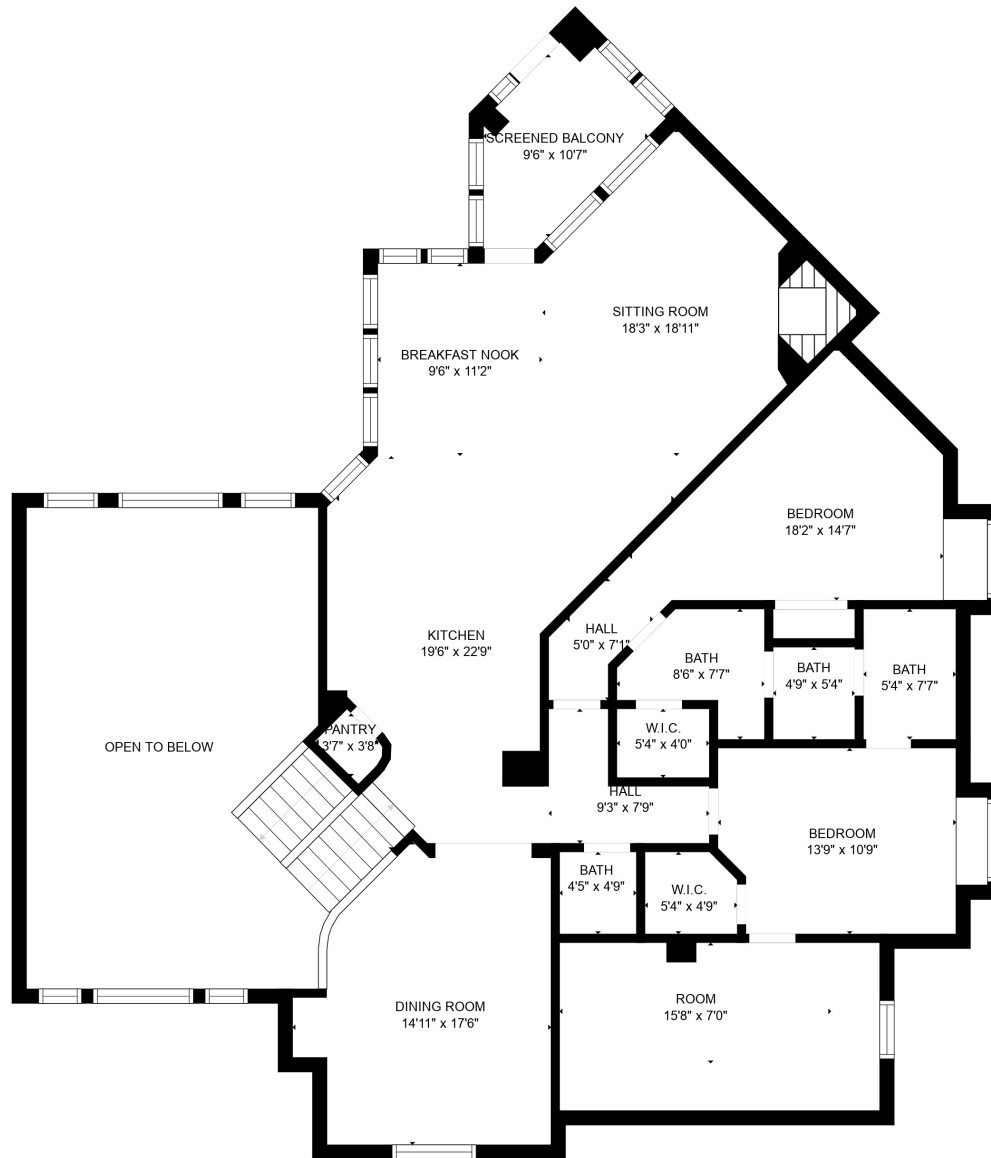 SCREENED BALCONY
9'6" x 10'7"
SITTING ROOM
18'3" x 18'11"
BREAKFAST NOOK
9'6" x 11'2"
BEDROOM
18'2" x 14'7"
HALL
5'0" x 7'1"
KITCHEN
19'6" x 22'9"
BATH
8'6" x 7'7"
BATH
4'9" x 5'4"
BATH
5'4" x 7'7"
PANTRY
3'7" x 3'8"
W.I.C.
5'4" x 4'0"
OPEN TO BELOW
HALL
9'3" x 7'9"
BEDROOM
13'9" x 10'9"
BATH
4'5" x 4'9"
W.I.C.
5'4" x 4'9"
DINING ROOM
14'11" x 17'6"
ROOM
15'8" x 7'0"